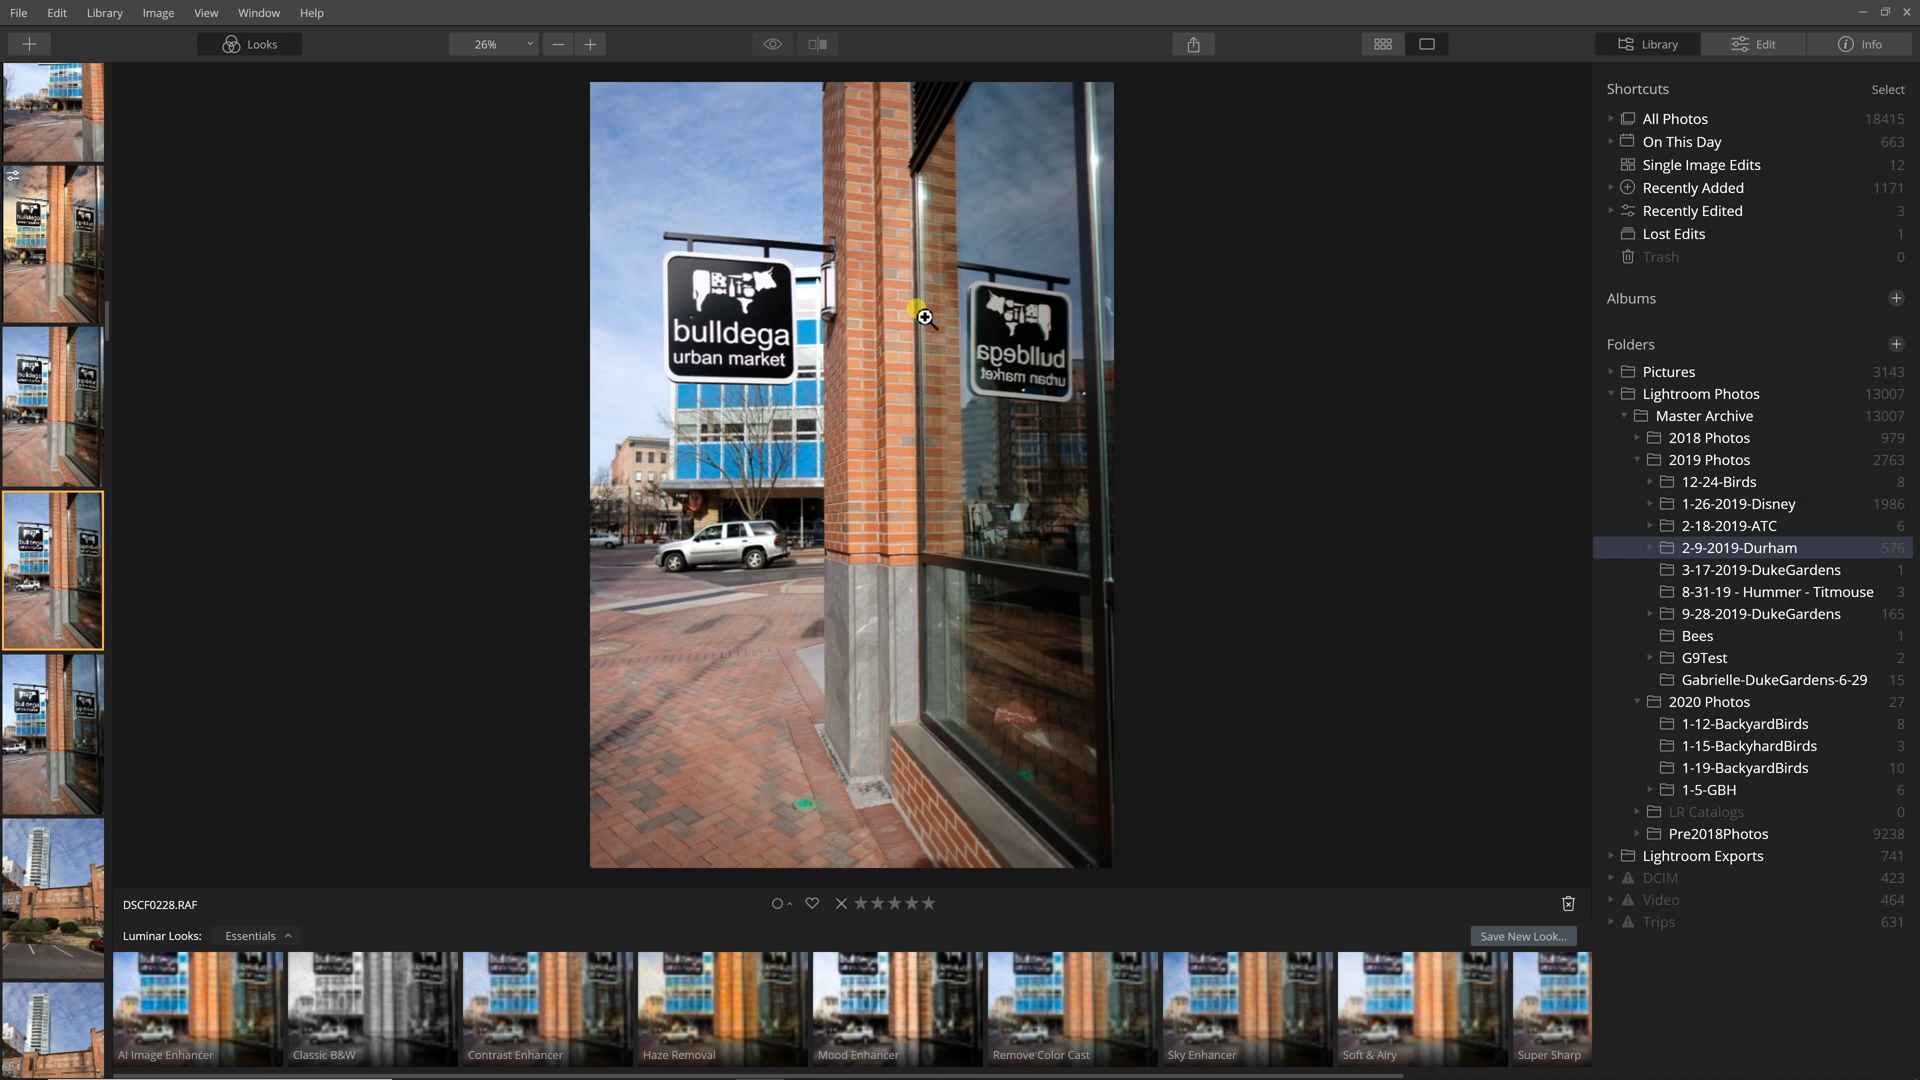 File Edit Library Image View Window Help
Looks 26% Library Edit Info
bulldega
urban market
bulldega
urban market
Shortcuts Select
All Photos 18415
On This Day 663
Single Image Edits 12
Recently Added 1171
Recently Edited 3
Lost Edits 1
Trash 0
Albums
Folders
Pictures 3143
Lightroom Photos 13007
Master Archive 13007
2018 Photos 979
2019 Photos 2763
12-24-Birds 8
1-26-2019-Disney 1986
2-18-2019-ATC 6
2-9-2019-Durham 576
3-17-2019-DukeGardens 1
8-31-19 - Hummer - Titmouse 3
9-28-2019-DukeGardens 165
Bees 1
G9Test 2
Gabrielle-DukeGardens-6-29 15
2020 Photos 27
1-12-BackyardBirds 8
1-15-BackyhardBirds 3
1-19-BackyardBirds 10
1-5-GBH 6
LR Catalogs 0
Pre2018Photos 9238
Lightroom Exports 741
DCIM 423
Video 464
Trips 631
DSCF0228.RAF
Luminar Looks: Essentials Save New Look...
AI Image Enhancer Classic B&W Contrast Enhancer Haze Removal Mood Enhancer Remove Color Cast Sky Enhancer Soft & Airy Super Sharp